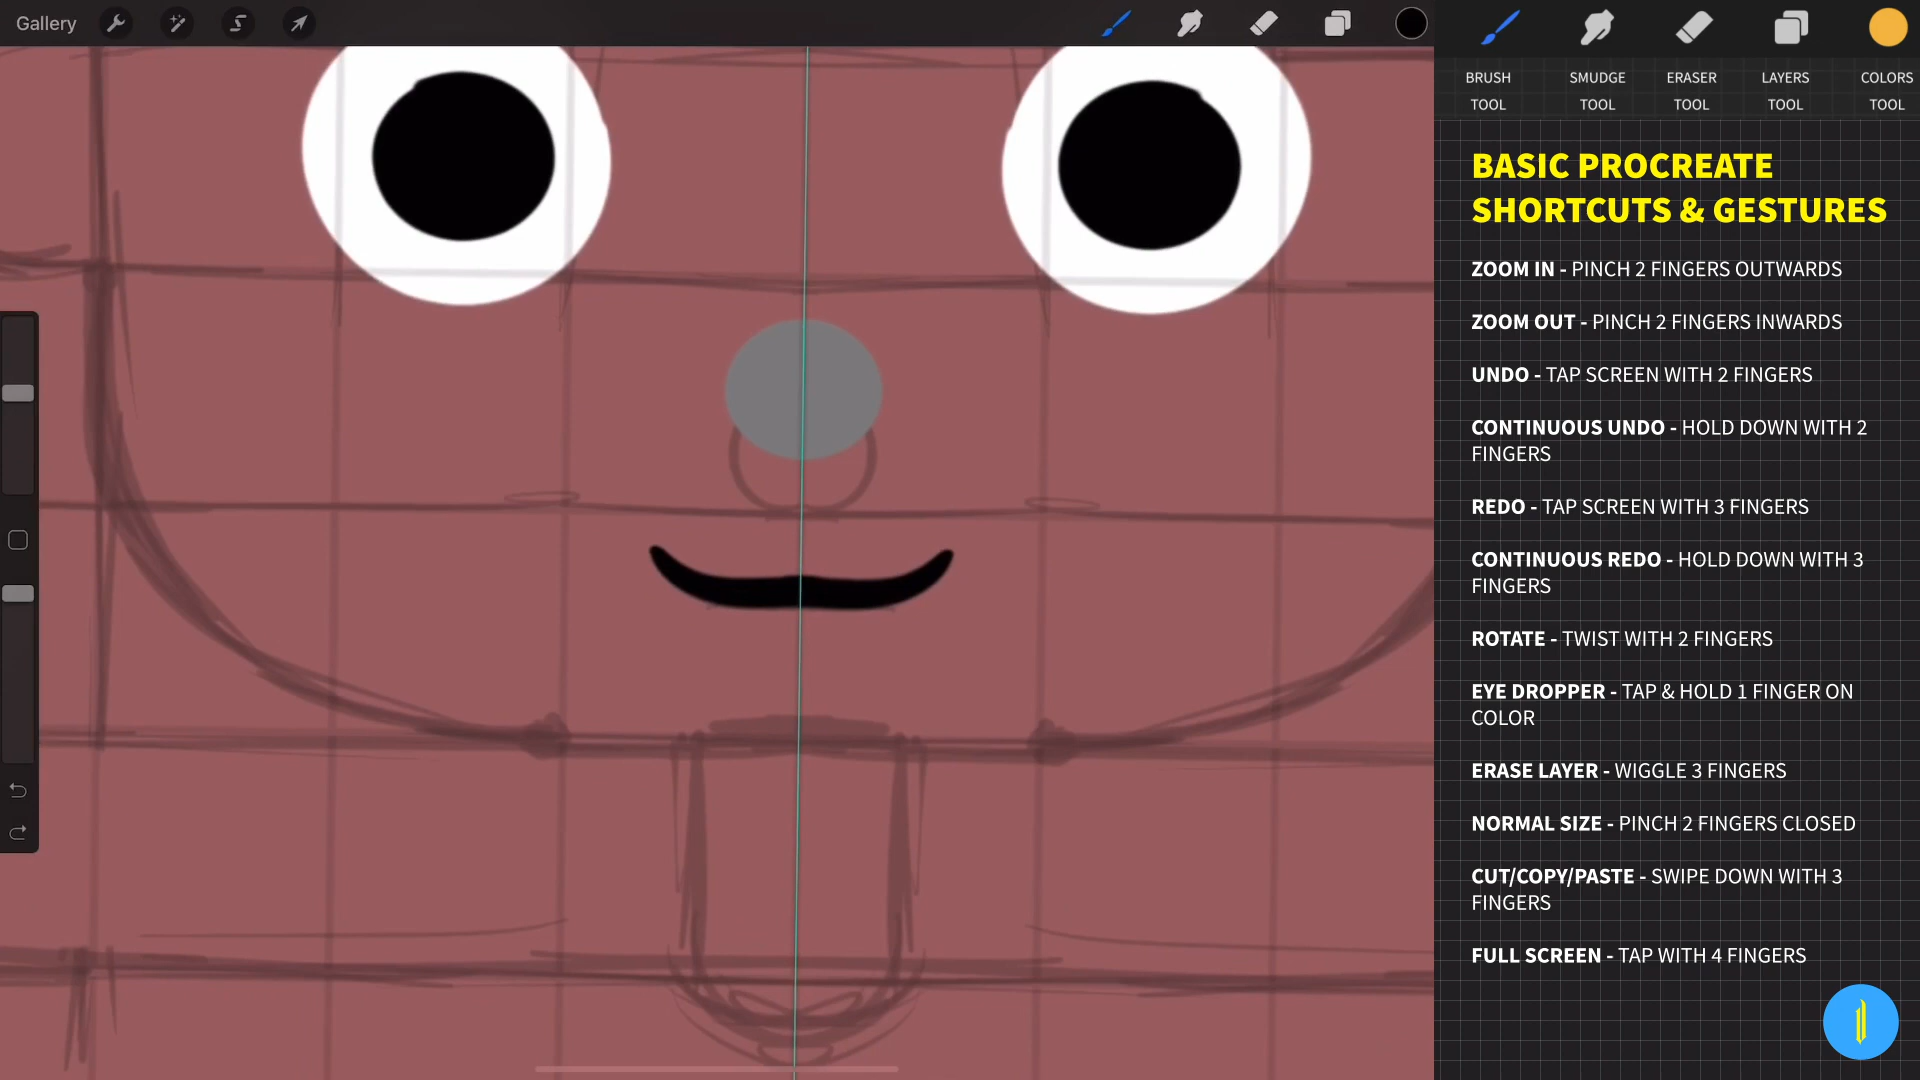 Gallery
BRUSH TOOL
SMUDGE TOOL
ERASER TOOL
LAYERS TOOL
COLORS TOOL
BASIC PROCREATE
SHORTCUTS & GESTURES
ZOOM IN - PINCH 2 FINGERS OUTWARDS
ZOOM OUT - PINCH 2 FINGERS INWARDS
UNDO - TAP SCREEN WITH 2 FINGERS
CONTINUOUS UNDO - HOLD DOWN WITH 2
FINGERS
REDO - TAP SCREEN WITH 3 FINGERS
CONTINUOUS REDO - HOLD DOWN WITH 3
FINGERS
ROTATE - TWIST WITH 2 FINGERS
EYE DROPPER - TAP & HOLD 1 FINGER ON
COLOR
ERASE LAYER - WIGGLE 3 FINGERS
NORMAL SIZE - PINCH 2 FINGERS CLOSED
CUT/COPY/PASTE - SWIPE DOWN WITH 3
FINGERS
FULL SCREEN - TAP WITH 4 FINGERS